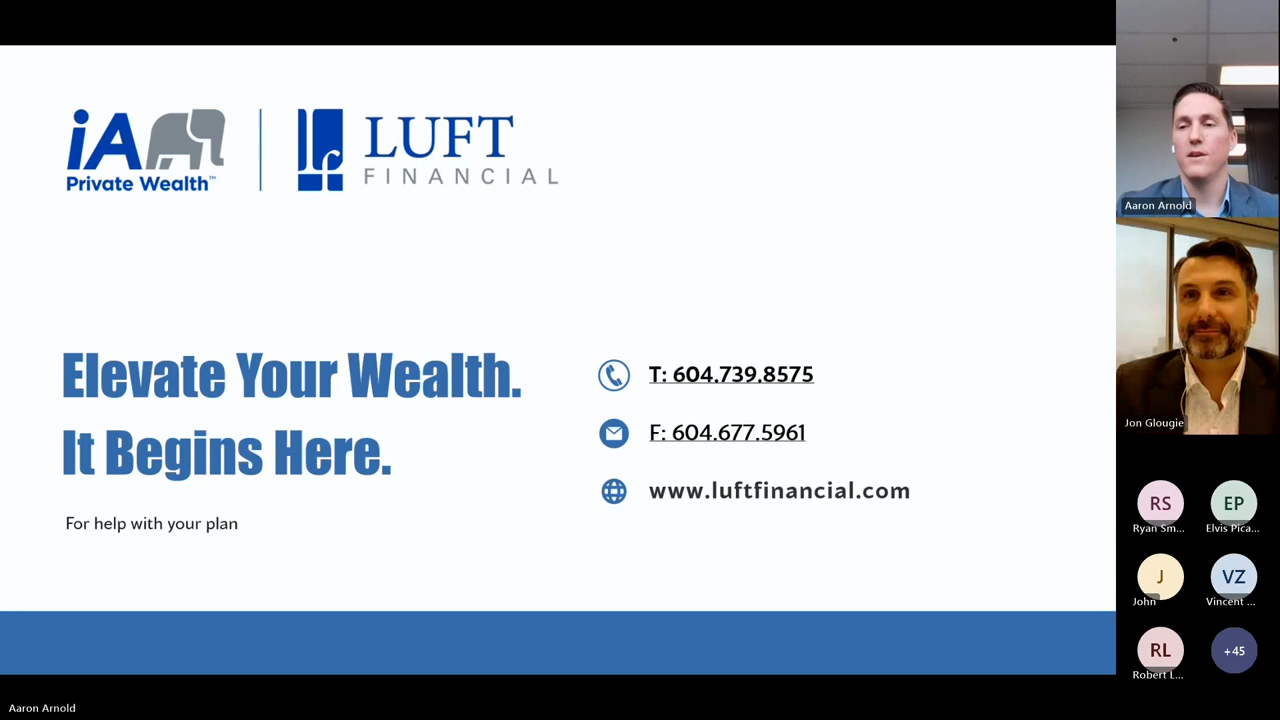 iA
Private Wealth™
LUFT
FINANCIAL
Elevate Your Wealth.
It Begins Here.
For help with your plan
T: 604.739.8575
F: 604.677.5961
www.luftfinancial.com
Aaron Arnold
Jon Glougie
RS
Ryan Sm...
EP
Elvis Pica...
J
John
VZ
Vincent ...
RL
Robert L...
+45
Aaron Arnold